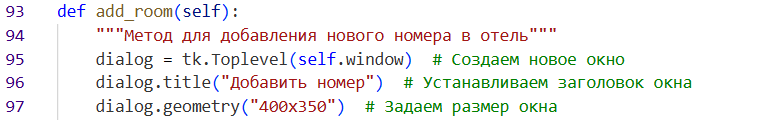 93 def add_room(self):
94 """Метод для добавления нового номера в отель"""
95 dialog = tk.Toplevel(self.window) # Создаем новое окно
96 dialog.title("Добавить номер") # Устанавливаем заголовок окна
97 dialog.geometry("400x350") # Задаем размер окна